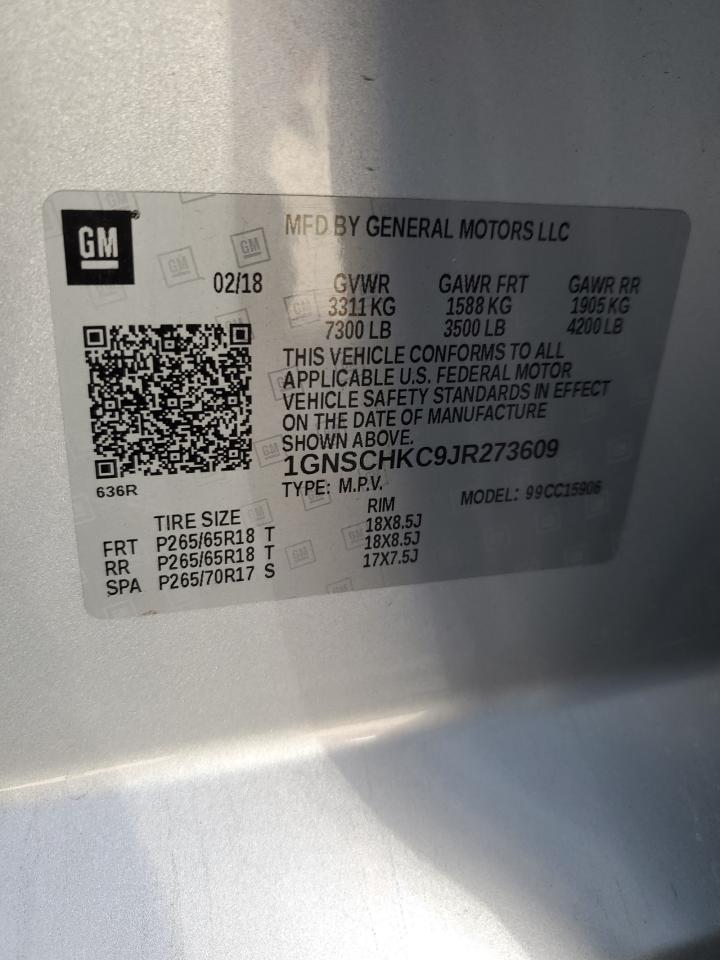 GM
MFD BY GENERAL MOTORS LLC
02/18 GVWR GAWR FRT GAWR RR
3311 KG 1588 KG 1905 KG
7300 LB 3500 LB 4200 LB
THIS VEHICLE CONFORMS TO ALL
APPLICABLE U.S. FEDERAL MOTOR
VEHICLE SAFETY STANDARDS IN EFFECT
ON THE DATE OF MANUFACTURE
SHOWN ABOVE.
1GNSCHKC9JR273609
636R
TYPE: M.P.V. MODEL: 99CC15906
TIRE SIZE RIM
FRT P265/65R18 T 18X8.5J
RR P265/65R18 T 18X8.5J
SPA P265/70R17 S 17X7.5J